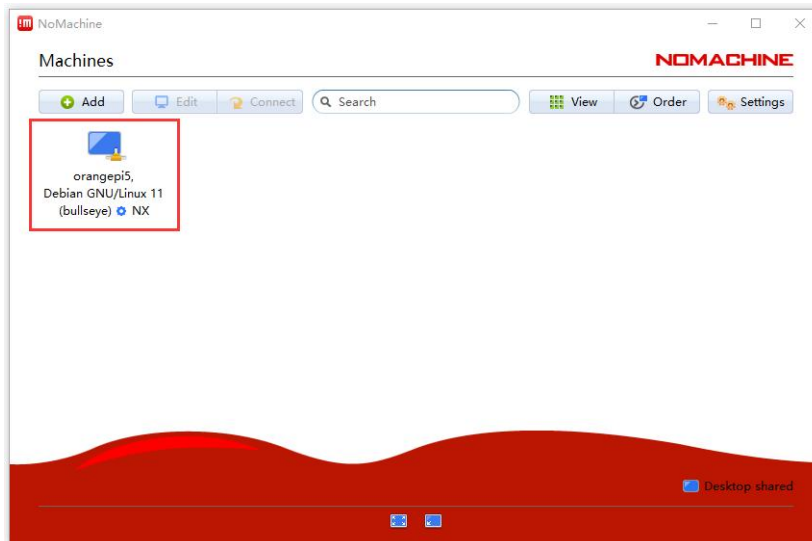 !m NoMachine
Machines NOMACHINE
Add Edit Connect Search View Order Settings
orangepi5,
Debian GNU/Linux 11
(bullseye) NX
Desktop shared